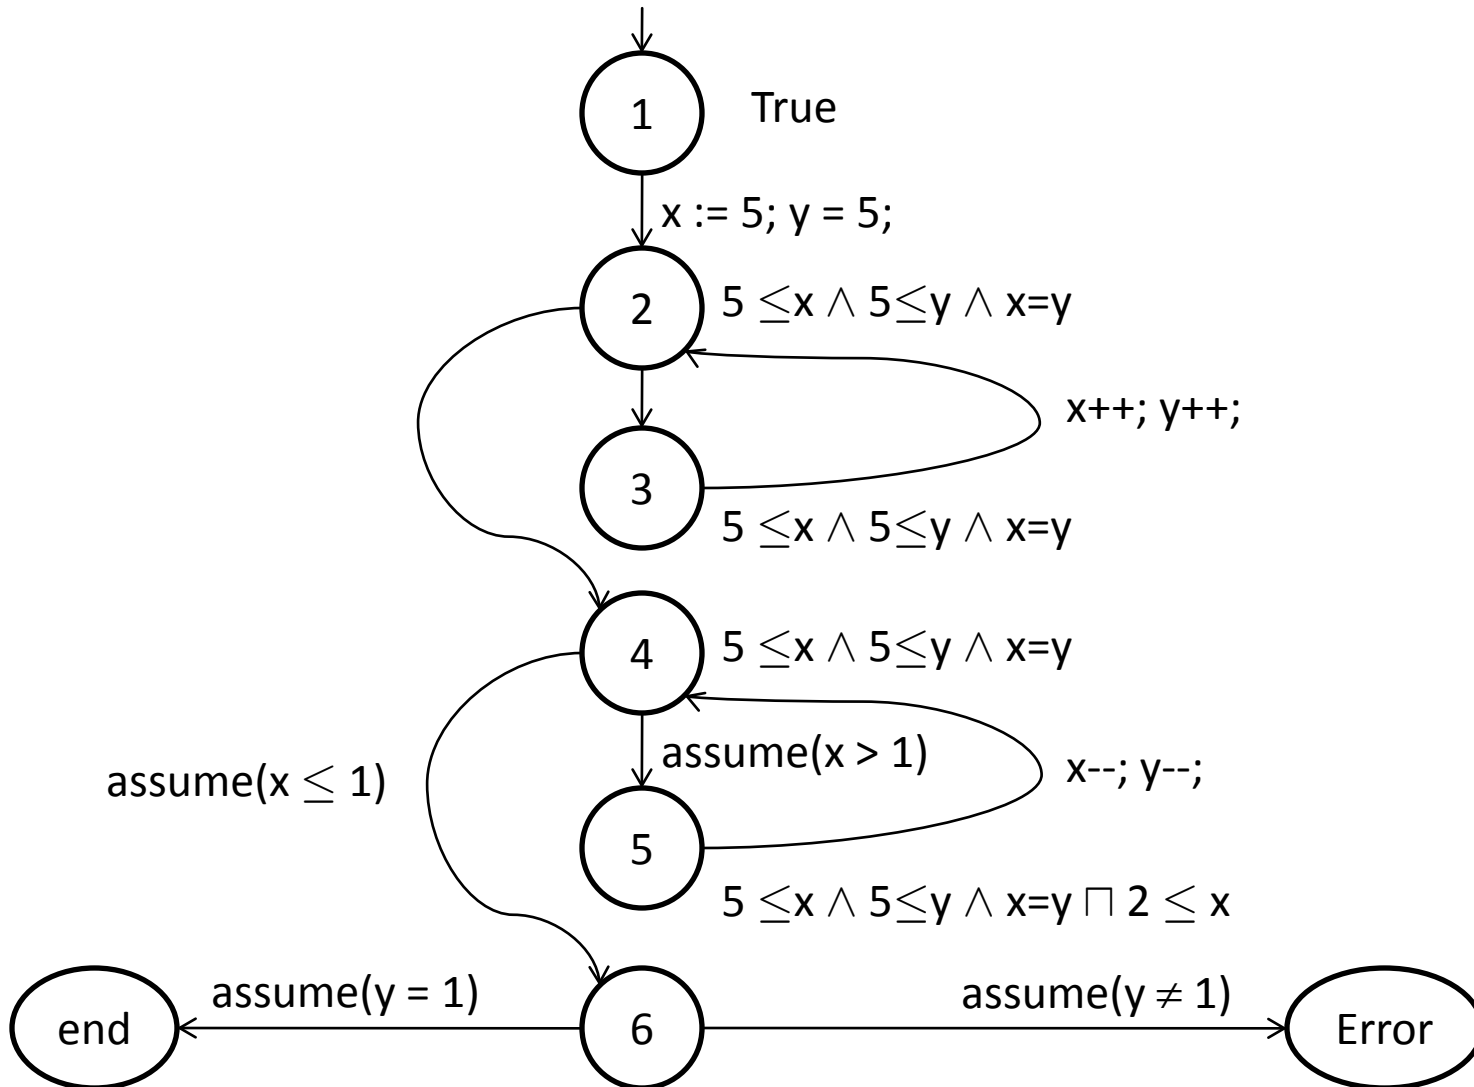 1
True
x := 5; y = 5;
2
5 ≤x ∧ 5≤y ∧ x=y
x++; y++;
3
5 ≤x ∧ 5≤y ∧ x=y
4
5 ≤x ∧ 5≤y ∧ x=y
assume(x > 1)
x--; y--;
assume(x ≤ 1)
5
5 ≤x ∧ 5≤y ∧ x=y ⊓ 2 ≤ x
assume(y = 1)
assume(y ≠ 1)
end
6
Error